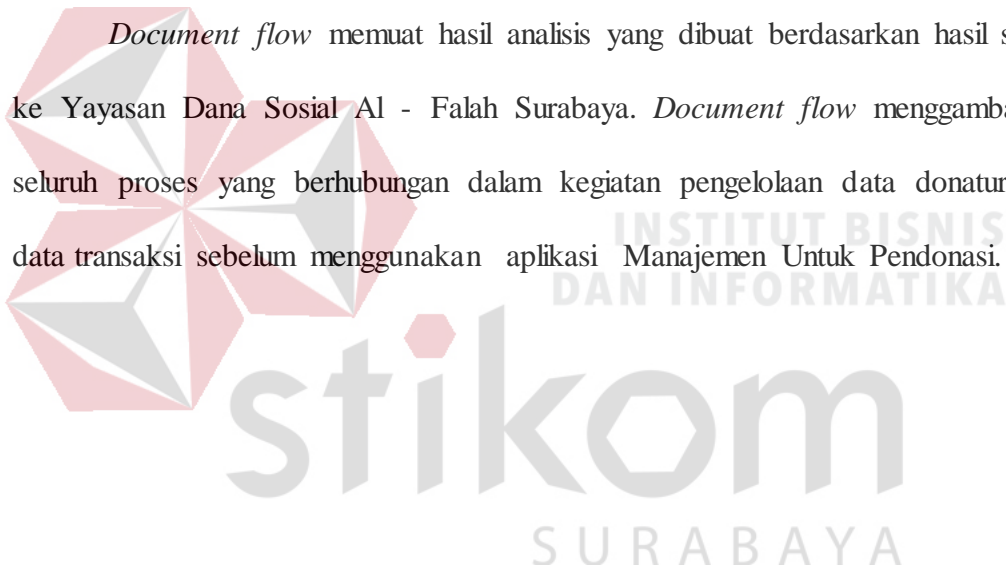 Document flow memuat hasil analisis yang dibuat berdasarkan hasil
ke Yayasan Dana Sosial Al - Falah Surabaya. Document flow
seluruh proses yang berhubungan dalam kegiatan pengelolaan data donatur
data transaksi sebelum menggunakan aplikasi Manajemen Untuk Pendonasi.
INSTITUT BISNIS
DAN INFORMATIKA
stikom
SURABAYA